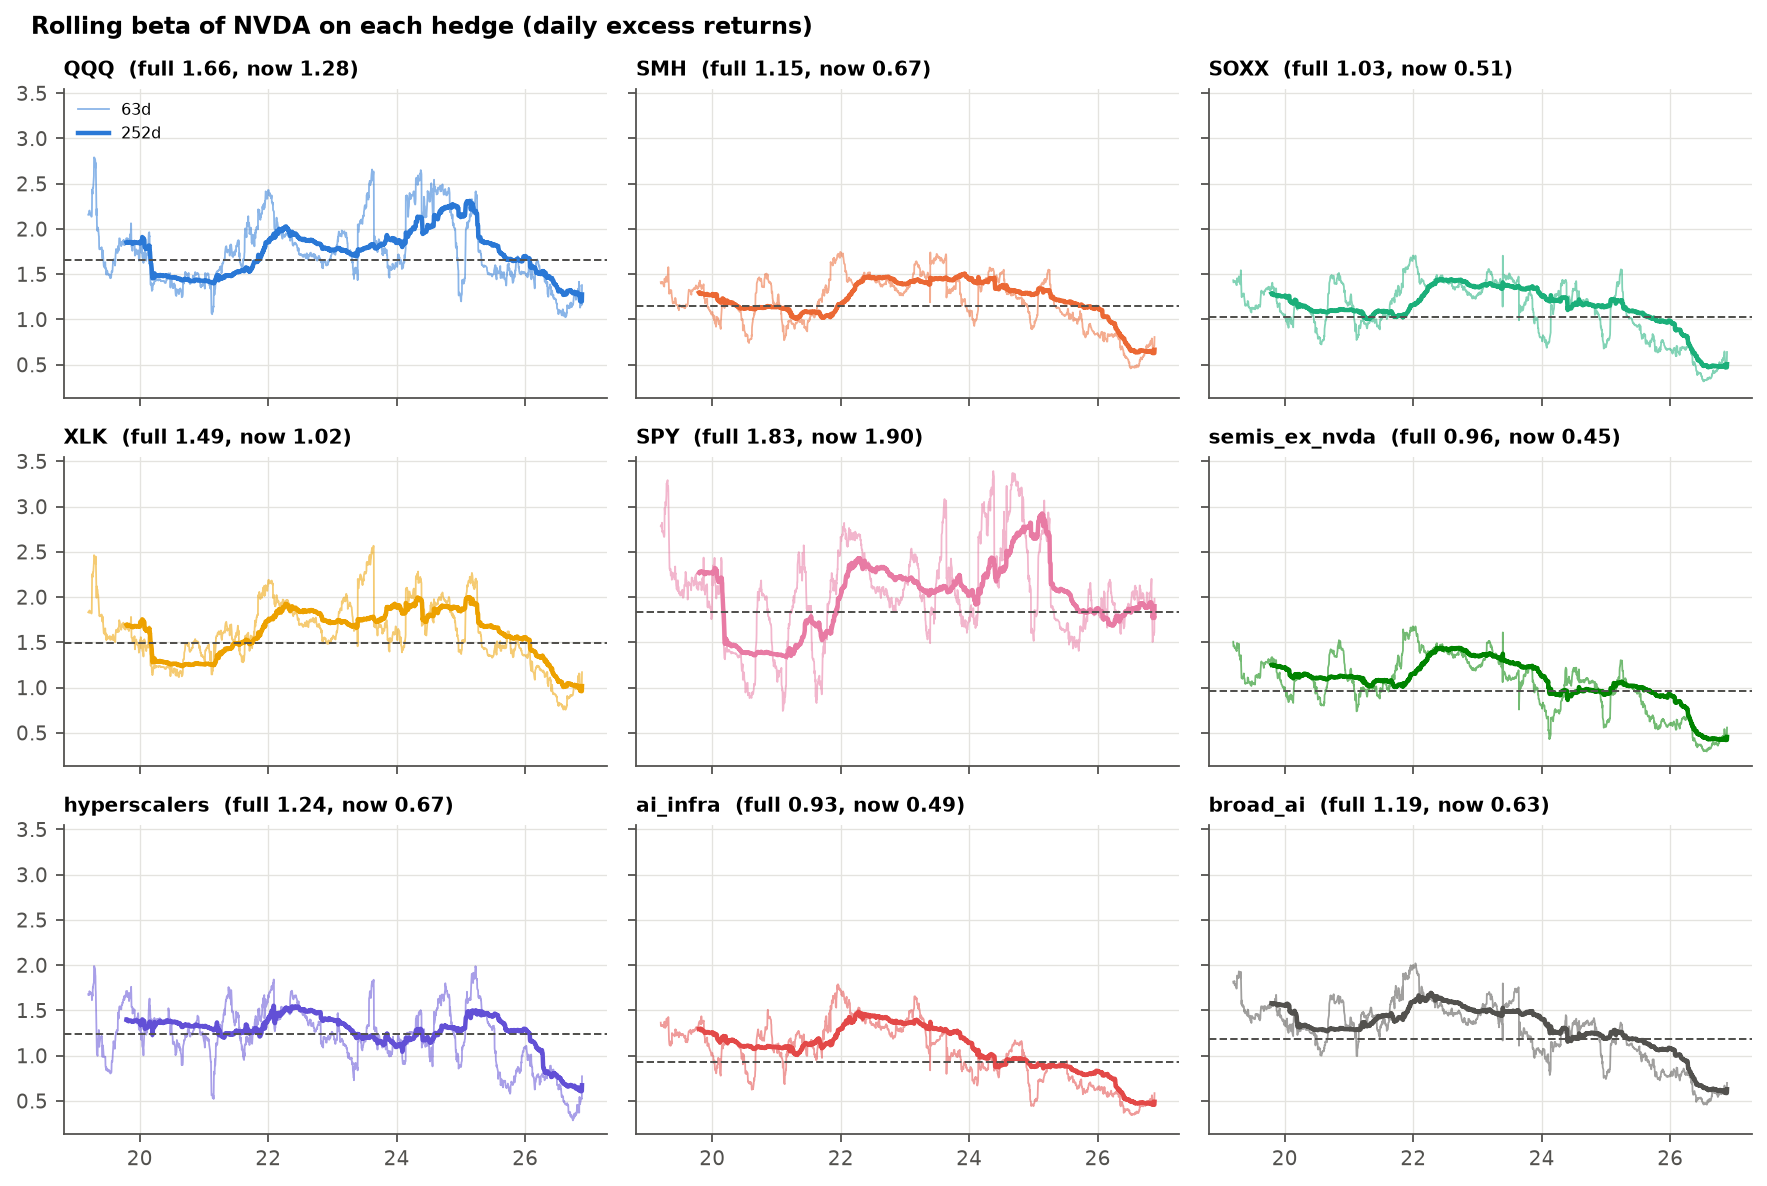 Rolling beta of NVDA on each hedge (daily excess returns)
QQQ (full 1.66, now 1.28)
SMH (full 1.15, now 0.67)
SOXX (full 1.03, now 0.51)
3.5
3.0
2.5
2.0
1.5
1.0
0.5
63d
252d
XLK (full 1.49, now 1.02)
SPY (full 1.83, now 1.90)
semis_ex_nvda (full 0.96, now 0.45)
3.5
3.0
2.5
2.0
1.5
1.0
0.5
hyperscalers (full 1.24, now 0.67)
ai_infra (full 0.93, now 0.49)
broad_ai (full 1.19, now 0.63)
3.5
3.0
2.5
2.0
1.5
1.0
0.5
20 22 24 26
20 22 24 26
20 22 24 26